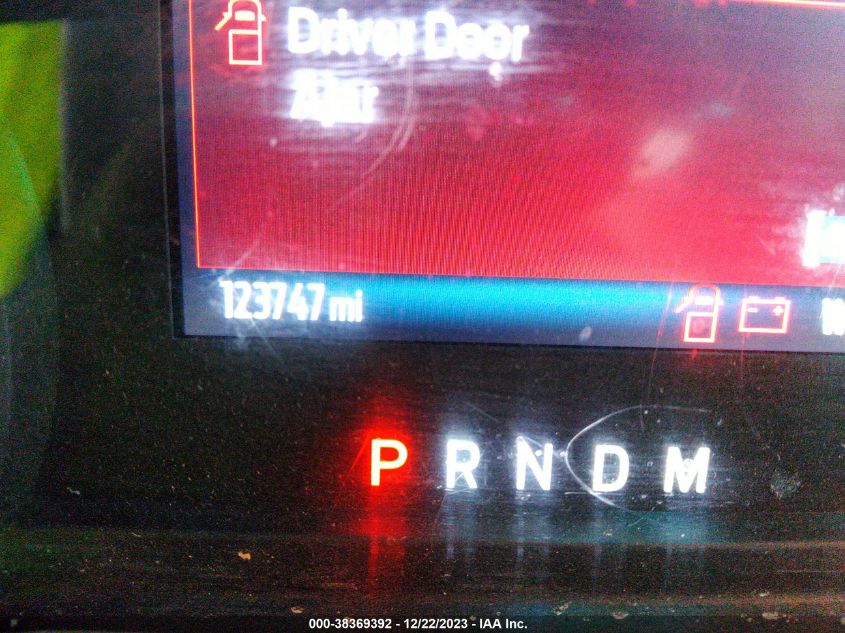 Driver Door
Ajar
123747 mi
P R N D M
000-38369392 - 12/22/2023 - IAA Inc.